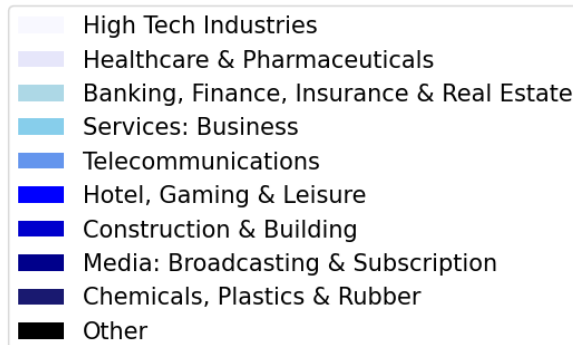 High Tech Industries
Healthcare & Pharmaceuticals
Banking, Finance, Insurance & Real Estate
Services: Business
Telecommunications
Hotel, Gaming & Leisure
Construction & Building
Media: Broadcasting & Subscription
Chemicals, Plastics & Rubber
Other